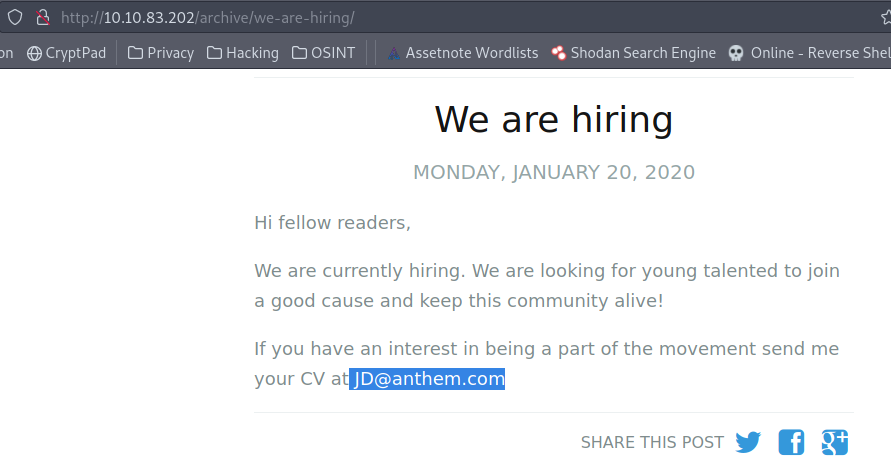 http://10.10.83.202/archive/we-are-hiring/
on CryptPad Privacy Hacking OSINT Assetnote Wordlists Shodan Search Engine Online - Reverse Shel
We are hiring
MONDAY, JANUARY 20, 2020
Hi fellow readers,
We are currently hiring. We are looking for young talented to join
a good cause and keep this community alive!
If you have an interest in being a part of the movement send me
your CV at JD@anthem.com
SHARE THIS POST